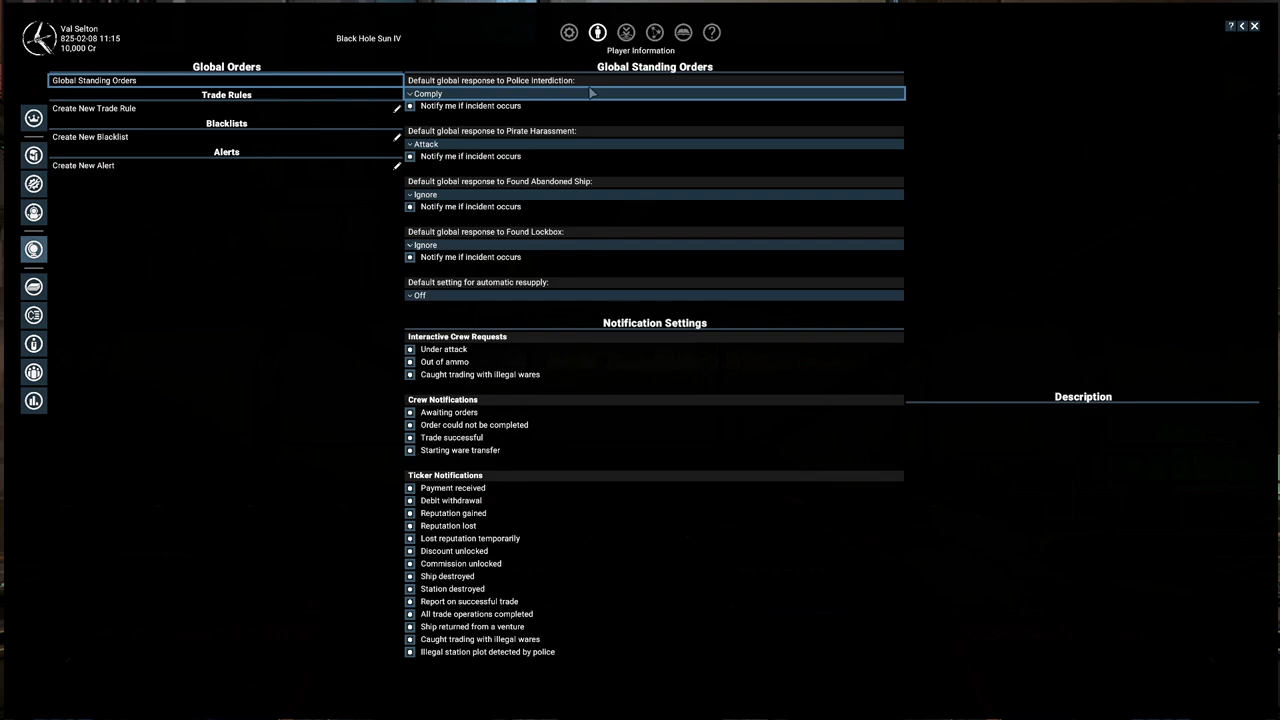 Val Selton
825-02-08 11:15
10,000 Cr
Black Hole Sun IV
Player Information
? < X
Global Orders
Global Standing Orders
Trade Rules
Create New Trade Rule
Blacklists
Create New Blacklist
Alerts
Create New Alert
Global Standing Orders
Default global response to Police Interdiction:
Comply
Notify me if incident occurs
Default global response to Pirate Harassment:
Attack
Notify me if incident occurs
Default global response to Found Abandoned Ship:
Ignore
Notify me if incident occurs
Default global response to Found Lockbox:
Ignore
Notify me if incident occurs
Default setting for automatic resupply:
Off
Notification Settings
Interactive Crew Requests
Under attack
Out of ammo
Caught trading with illegal wares
Crew Notifications
Awaiting orders
Order could not be completed
Trade successful
Starting ware transfer
Ticker Notifications
Payment received
Debit withdrawal
Reputation gained
Reputation lost
Lost reputation temporarily
Discount unlocked
Commission unlocked
Ship destroyed
Station destroyed
Report on successful trade
All trade operations completed
Ship returned from a venture
Caught trading with illegal wares
Illegal station plot detected by police
Description